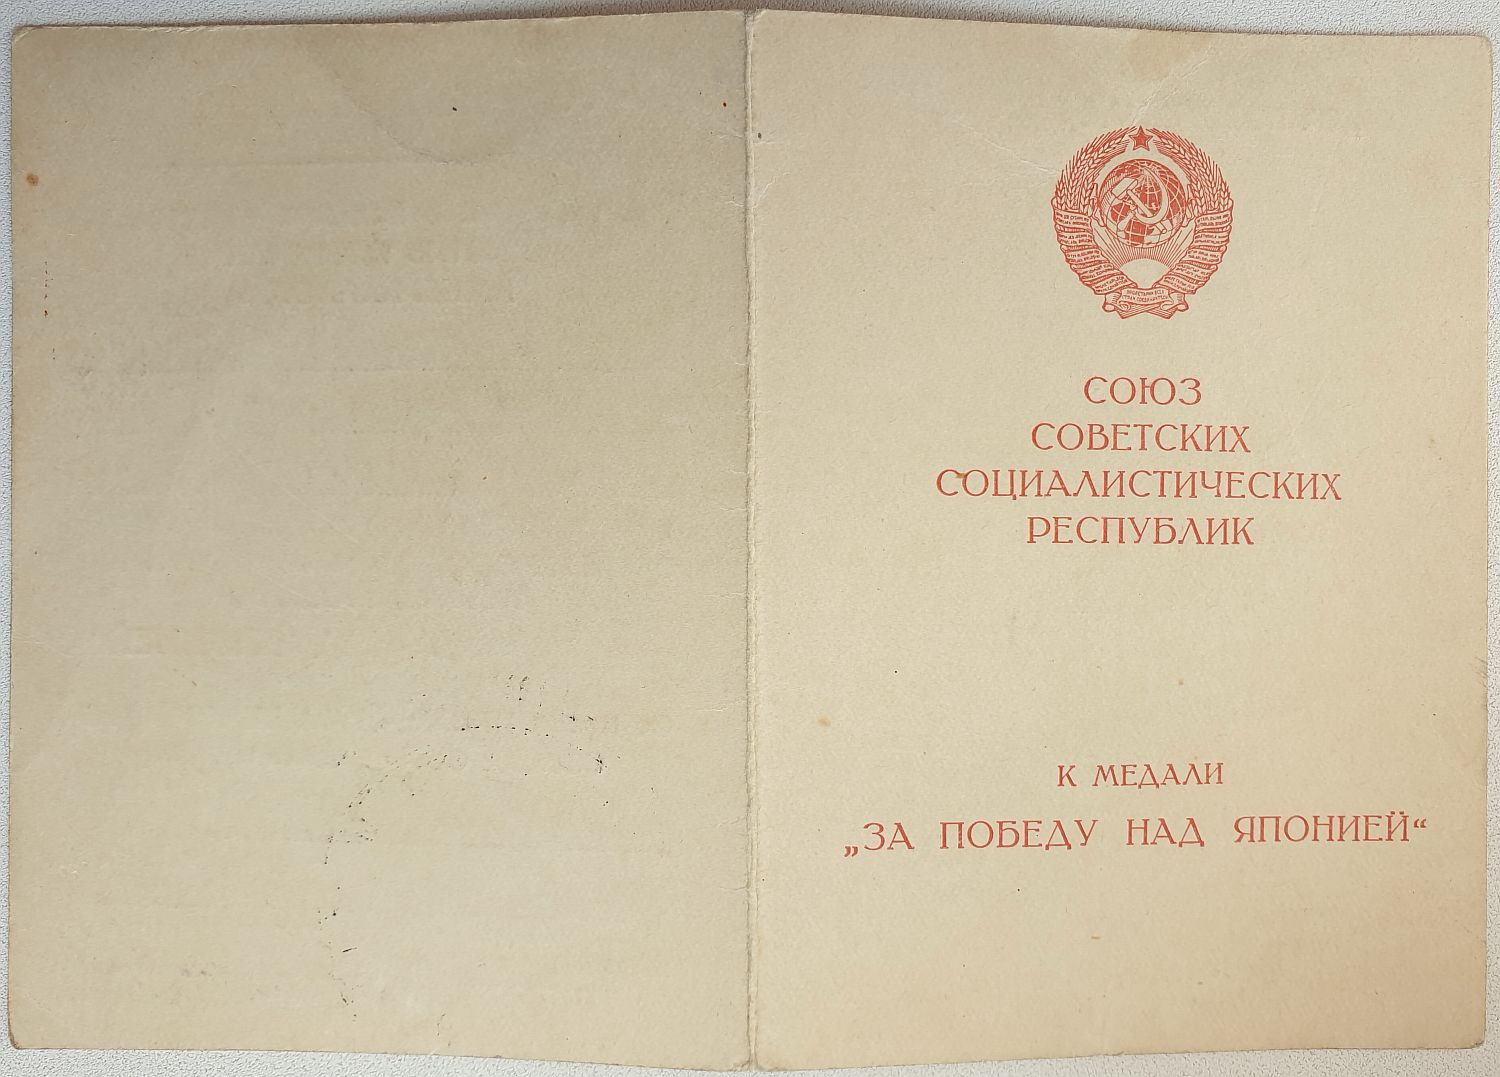 СОЮЗ
СОВЕТСКИХ
СОЦИАЛИСТИЧЕСКИХ
РЕСПУБЛИК
К МЕДАЛИ
„ЗА ПОБЕДУ НАД ЯПОНИЕЙ“